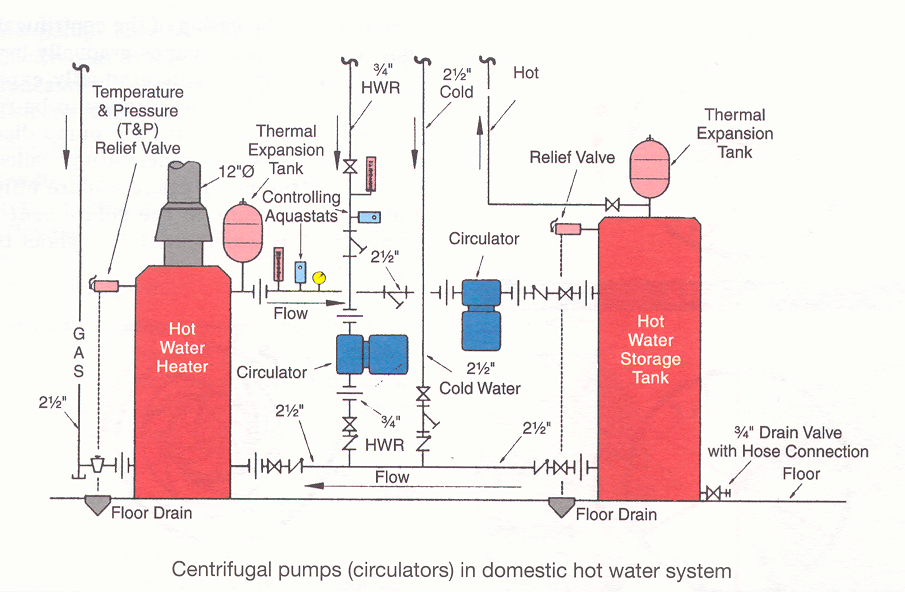 Temperature
& Pressure
(T&P)
Relief Valve
12"Ø
Thermal
Expansion
Tank
Controlling
Aquastats
¾"
HWR
2½"
Cold
Hot
Relief Valve
Thermal
Expansion
Tank
2½"
Circulator
Flow
GAS
Hot
Water
Heater
Circulator
2½"
Cold Water
Hot
Water
Storage
Tank
2½"
2½"
¾"
HWR
2½"
¾" Drain Valve
with Hose Connection
Floor
Flow
Floor Drain
Floor Drain
Centrifugal pumps (circulators) in domestic hot water system